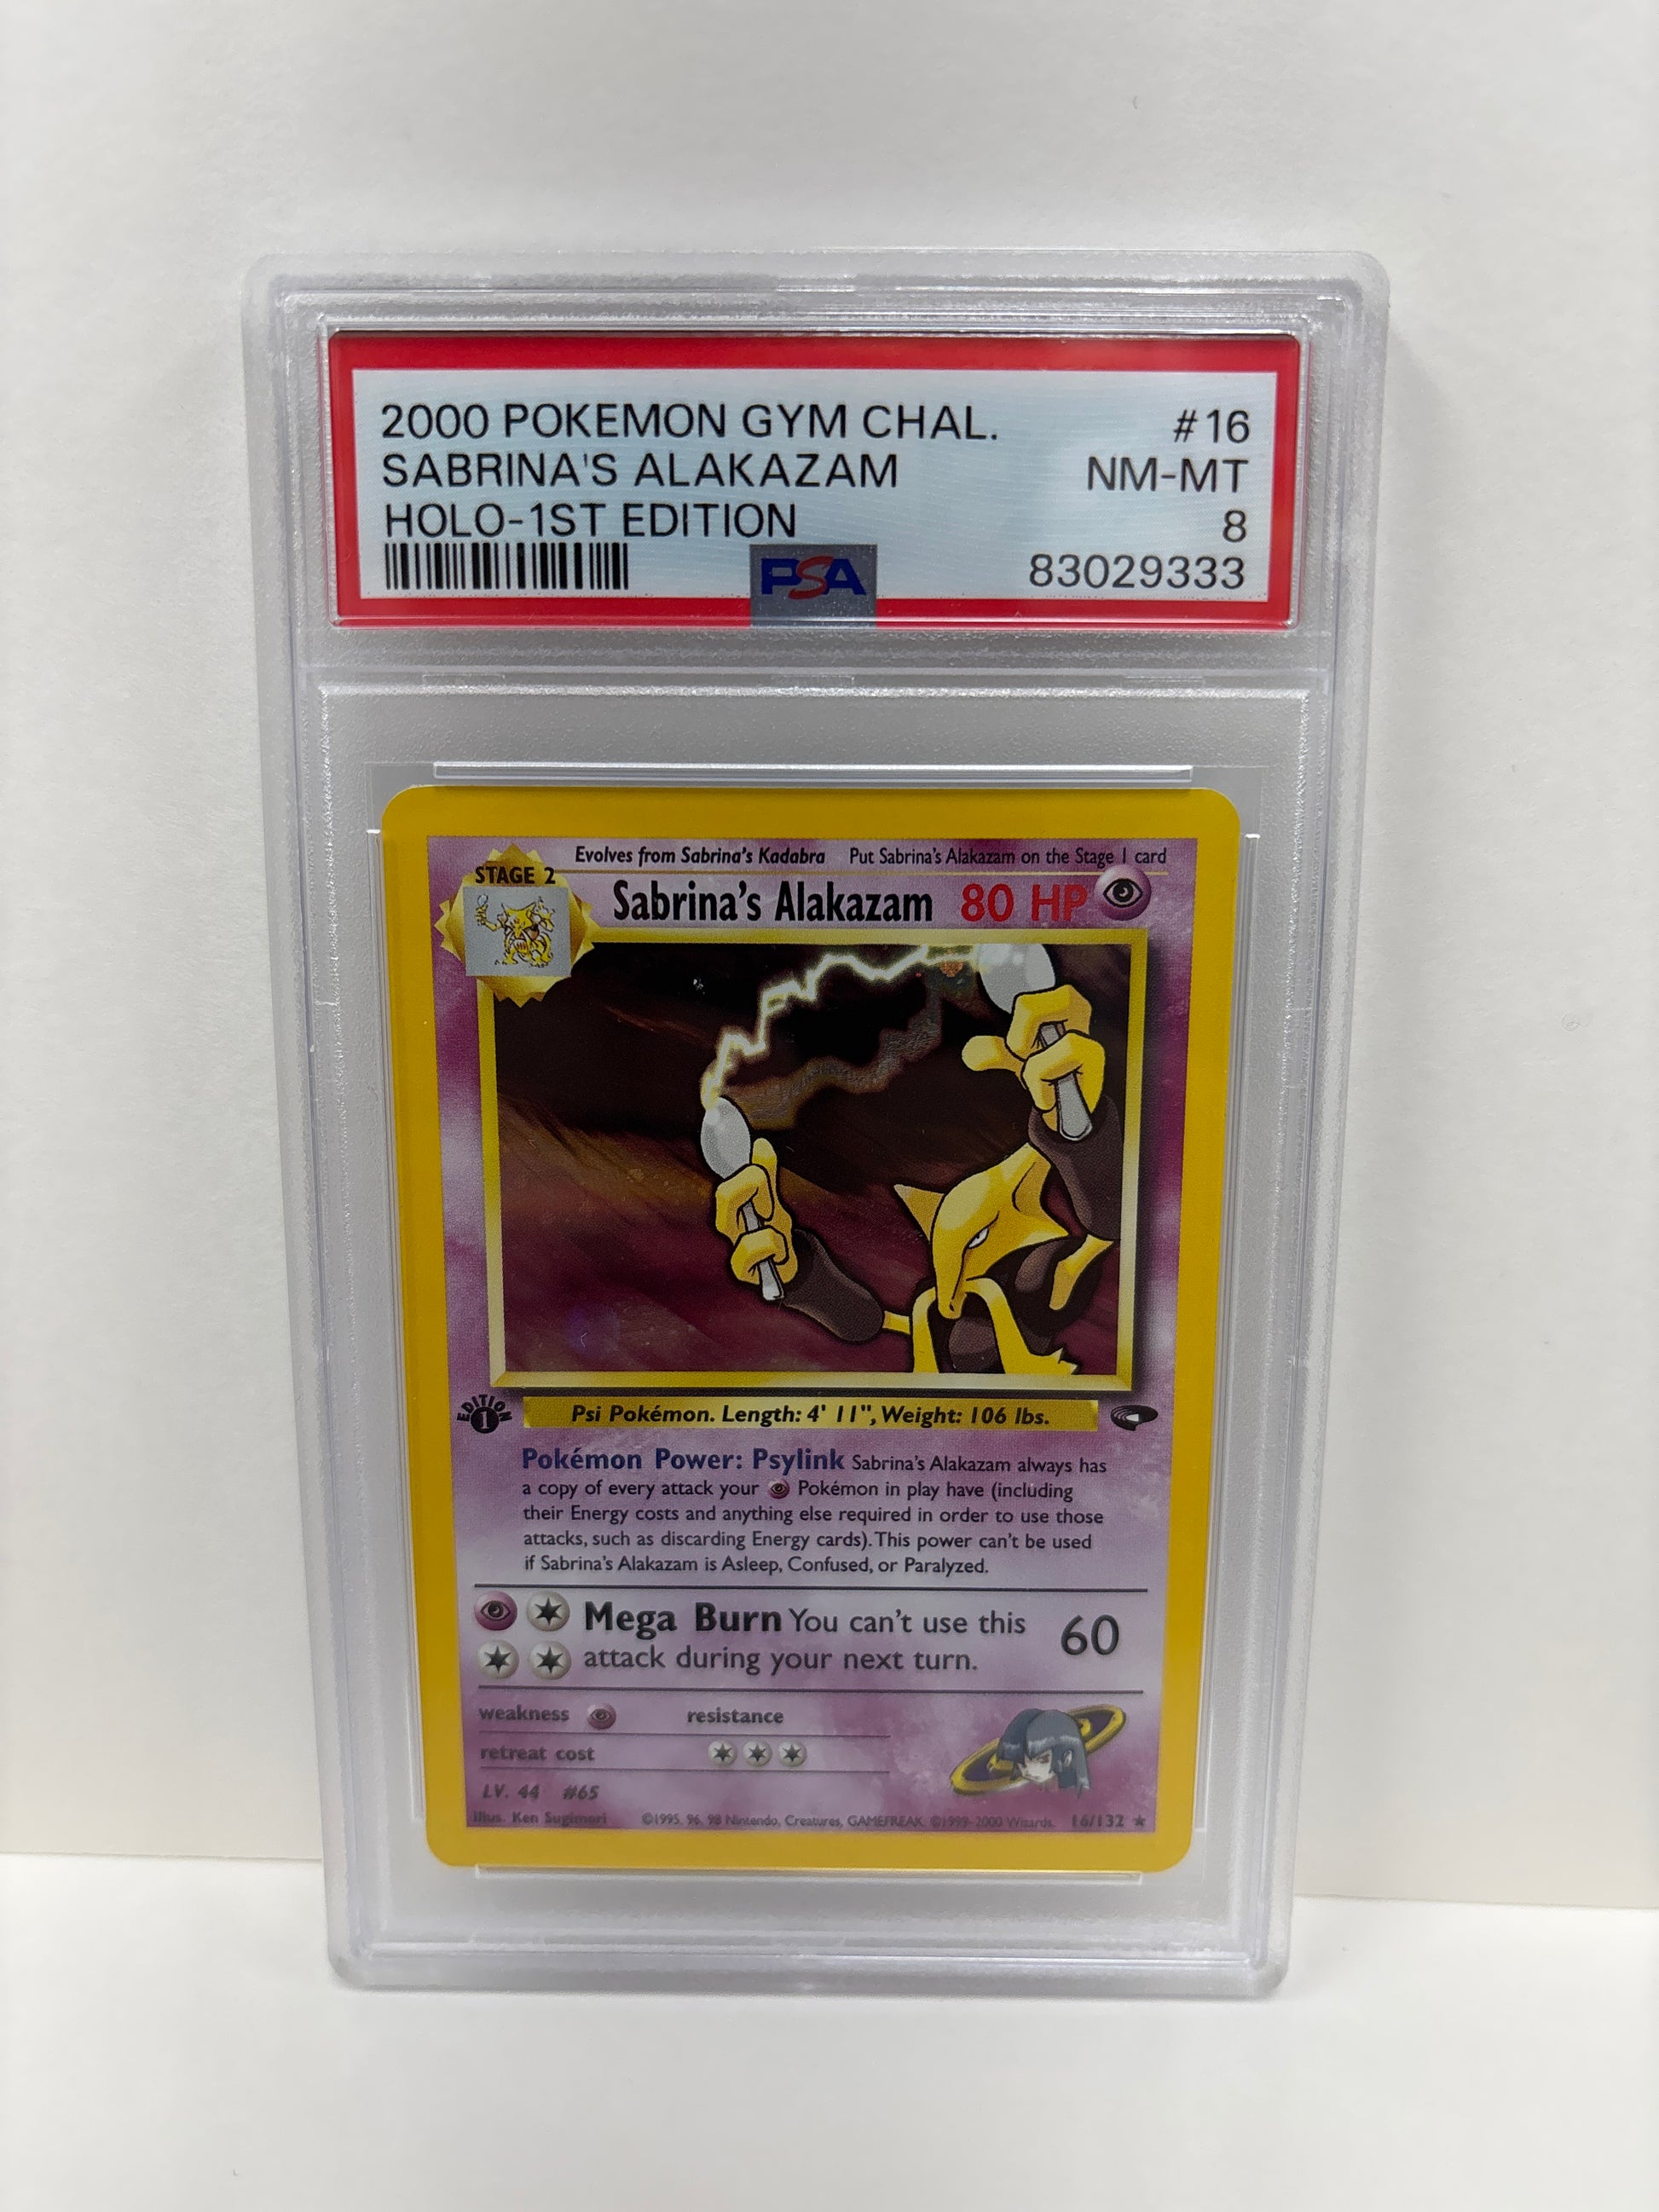 2000 POKEMON GYM CHAL. #16
SABRINA'S ALAKAZAM NM-MT
HOLO-1ST EDITION 8
PSA 83029333
Evolves from Sabrina's Kadabra Put Sabrina's Alakazam on the Stage 1 card
STAGE 2
Sabrina's Alakazam 80 HP
EDITION 1
Psi Pokémon. Length: 4' 11", Weight: 106 lbs.
Pokémon Power: Psylink Sabrina's Alakazam always has
a copy of every attack your Pokémon in play have (including
their Energy costs and anything else required in order to use those
attacks, such as discarding Energy cards). This power can't be used
if Sabrina's Alakazam is Asleep, Confused, or Paralyzed.
Mega Burn You can't use this 60
attack during your next turn.
weakness resistance
retreat cost
LV. 44 #65
Illus. Ken Sugimori ©1995, 96, 98 Nintendo, Creatures, GAMEFREAK. ©1999-2000 Wizards. 16/132 ★